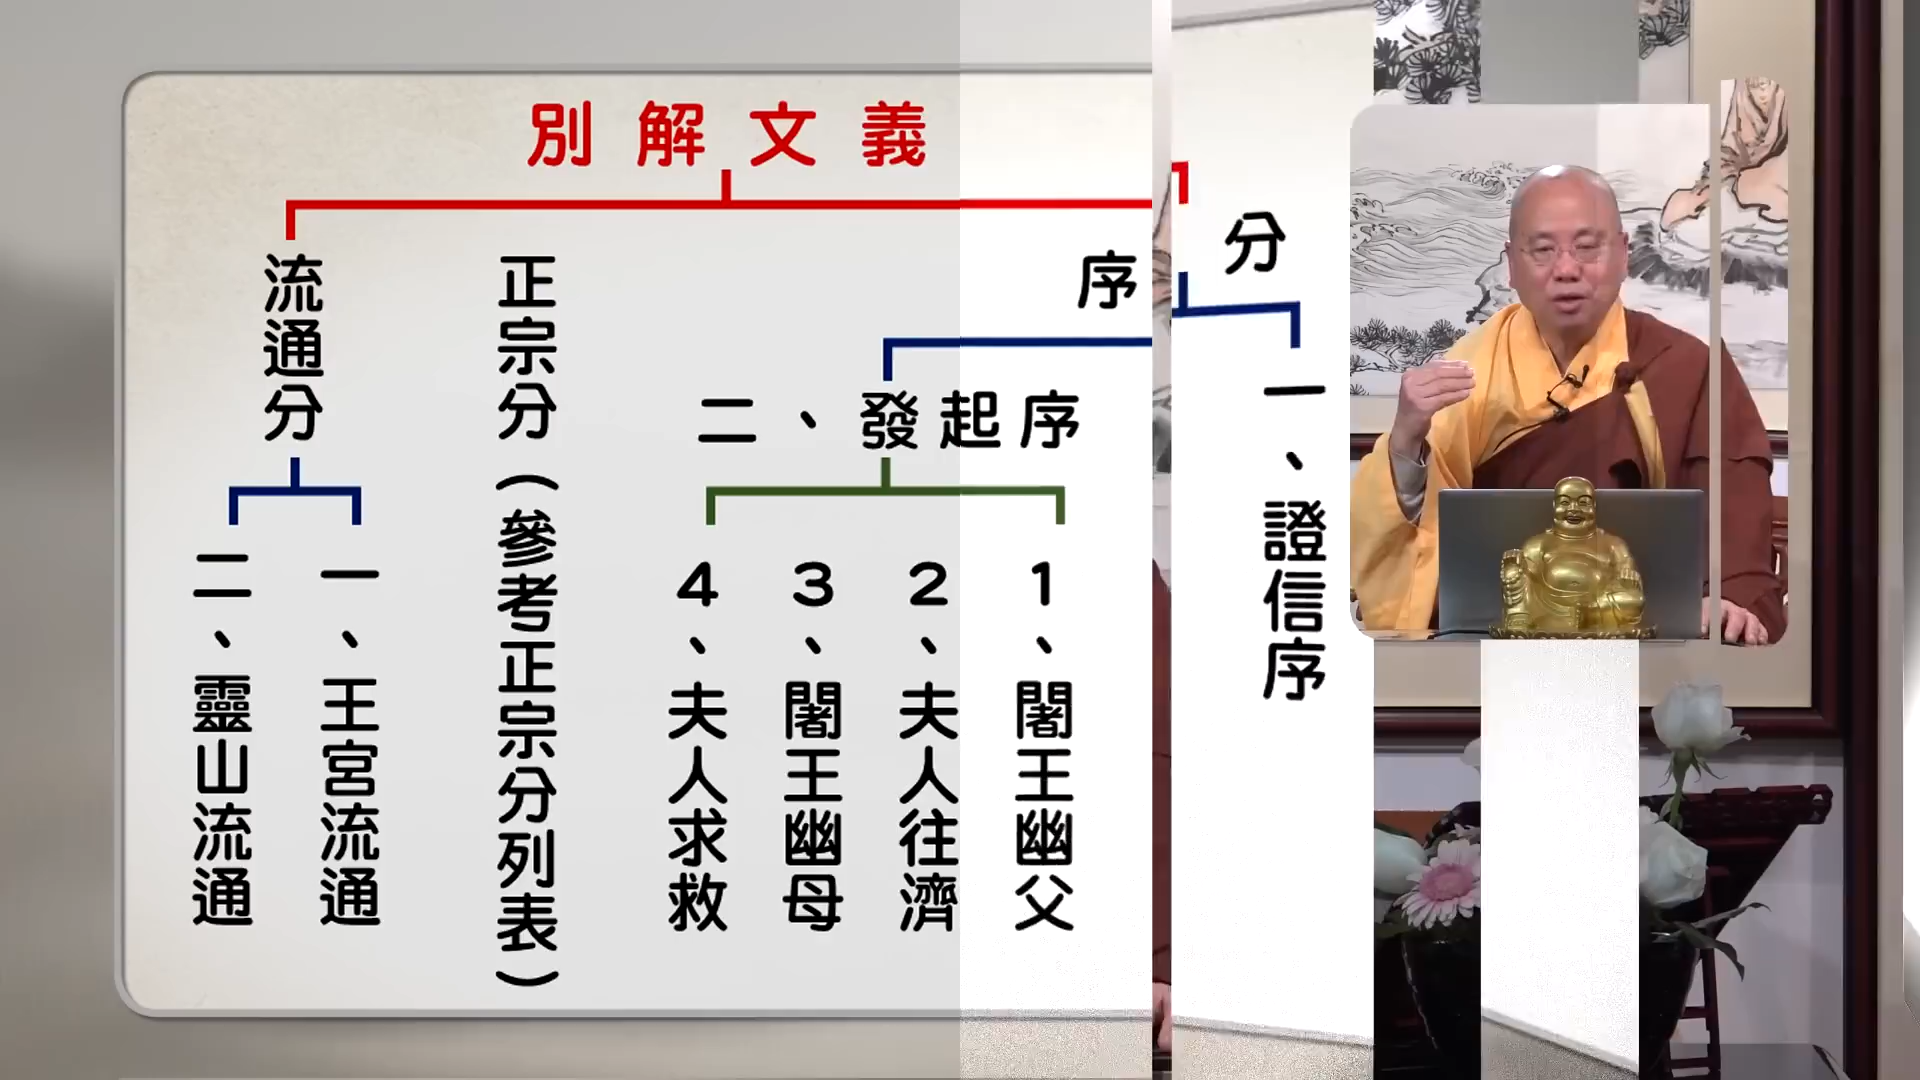 別解文義
序分
一、證信序
二、發起序
1、闍王幽父
2、夫人往濟
3、闍王幽母
4、夫人求救
正宗分（參考正宗分列表）
流通分
一、王宮流通
二、靈山流通